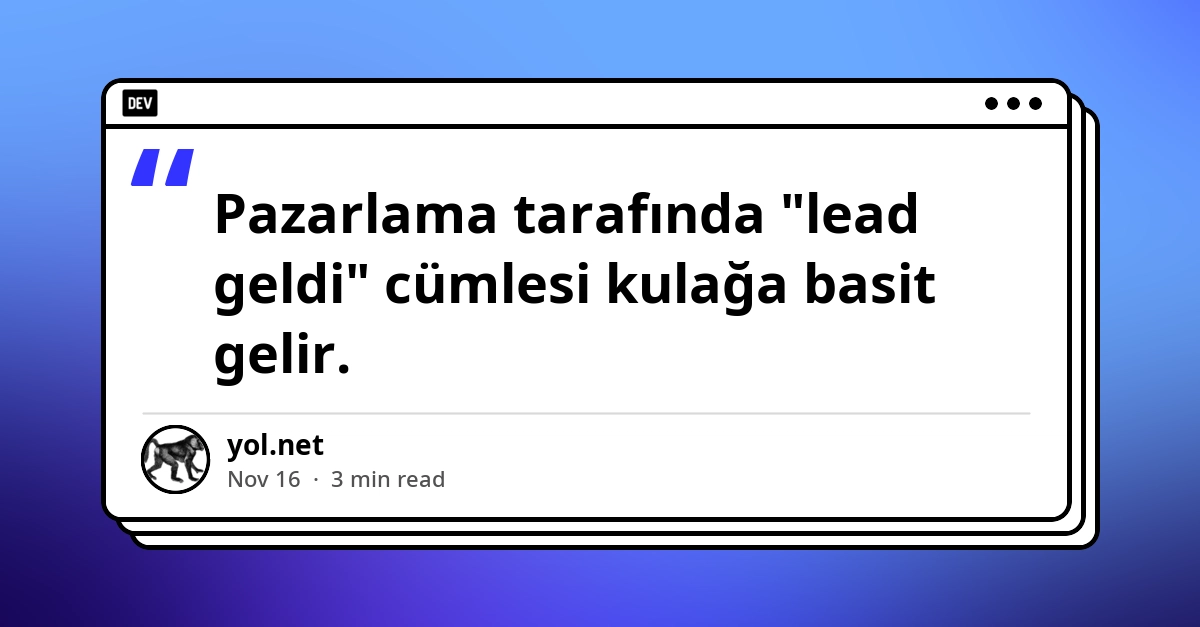 DEV
“
Pazarlama tarafında "lead
geldi" cümlesi kulağa basit
gelir.
yol.net
Nov 16 · 3 min read